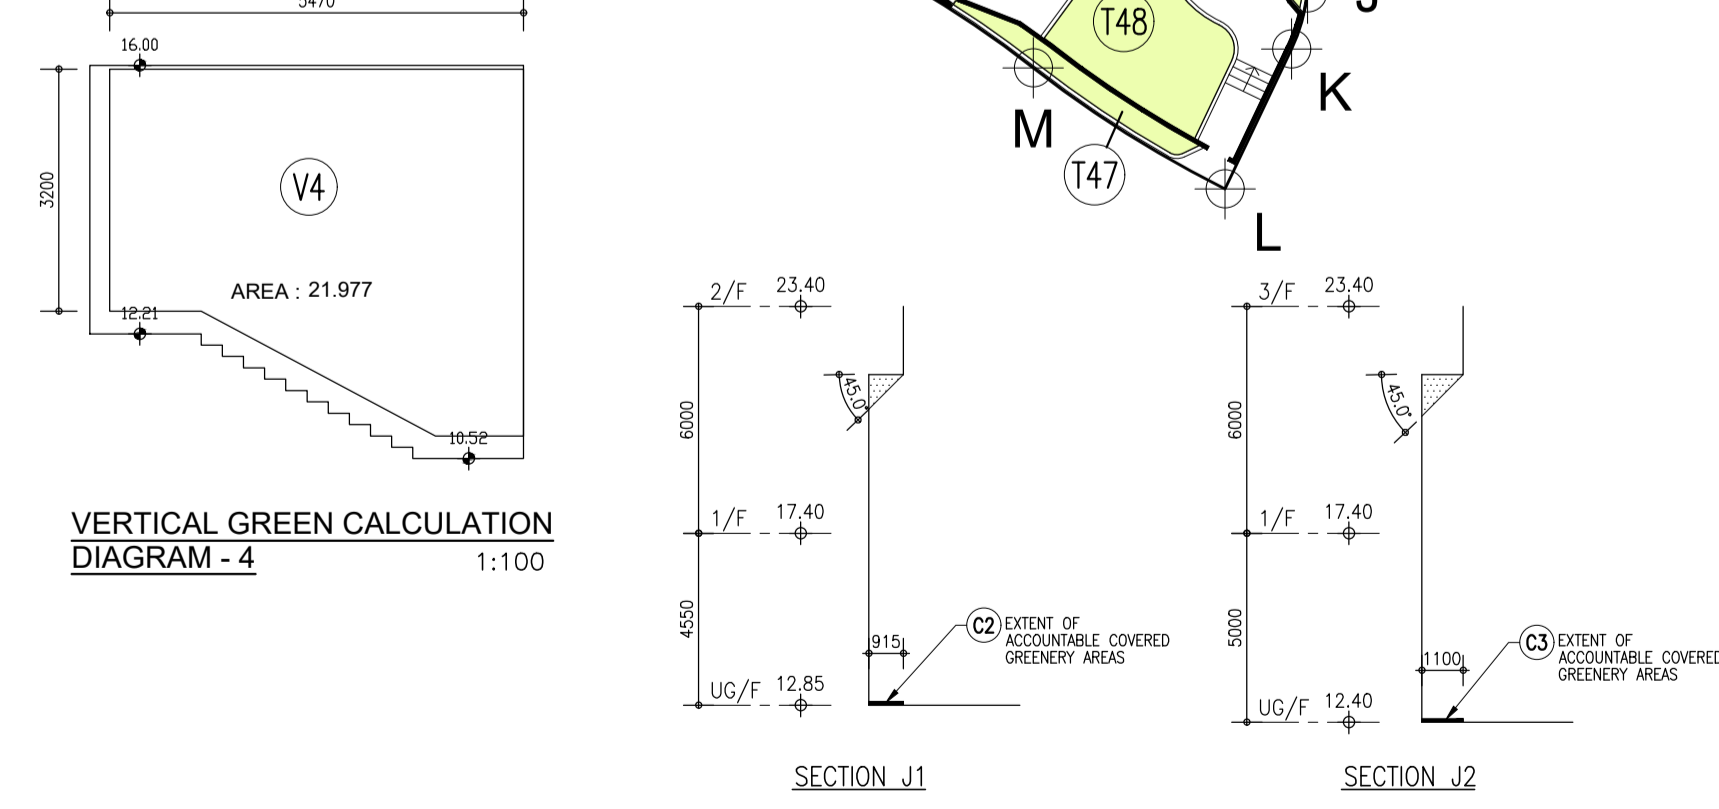 5470
16.00
3200
V4
AREA : 21.977
12.21
10.52
VERTICAL GREEN CALCULATION
DIAGRAM - 4
1:100
T48
J
K
M
T47
L
2/F 23.40
45.0°
6000
1/F 17.40
4550
915
C2 EXTENT OF
ACCOUNTABLE COVERED
GREENERY AREAS
UG/F 12.85
SECTION J1
3/F 23.40
45.0°
6000
1/F 17.40
5000
1100
C3 EXTENT OF
ACCOUNTABLE COVERED
GREENERY AREAS
UG/F 12.40
SECTION J2